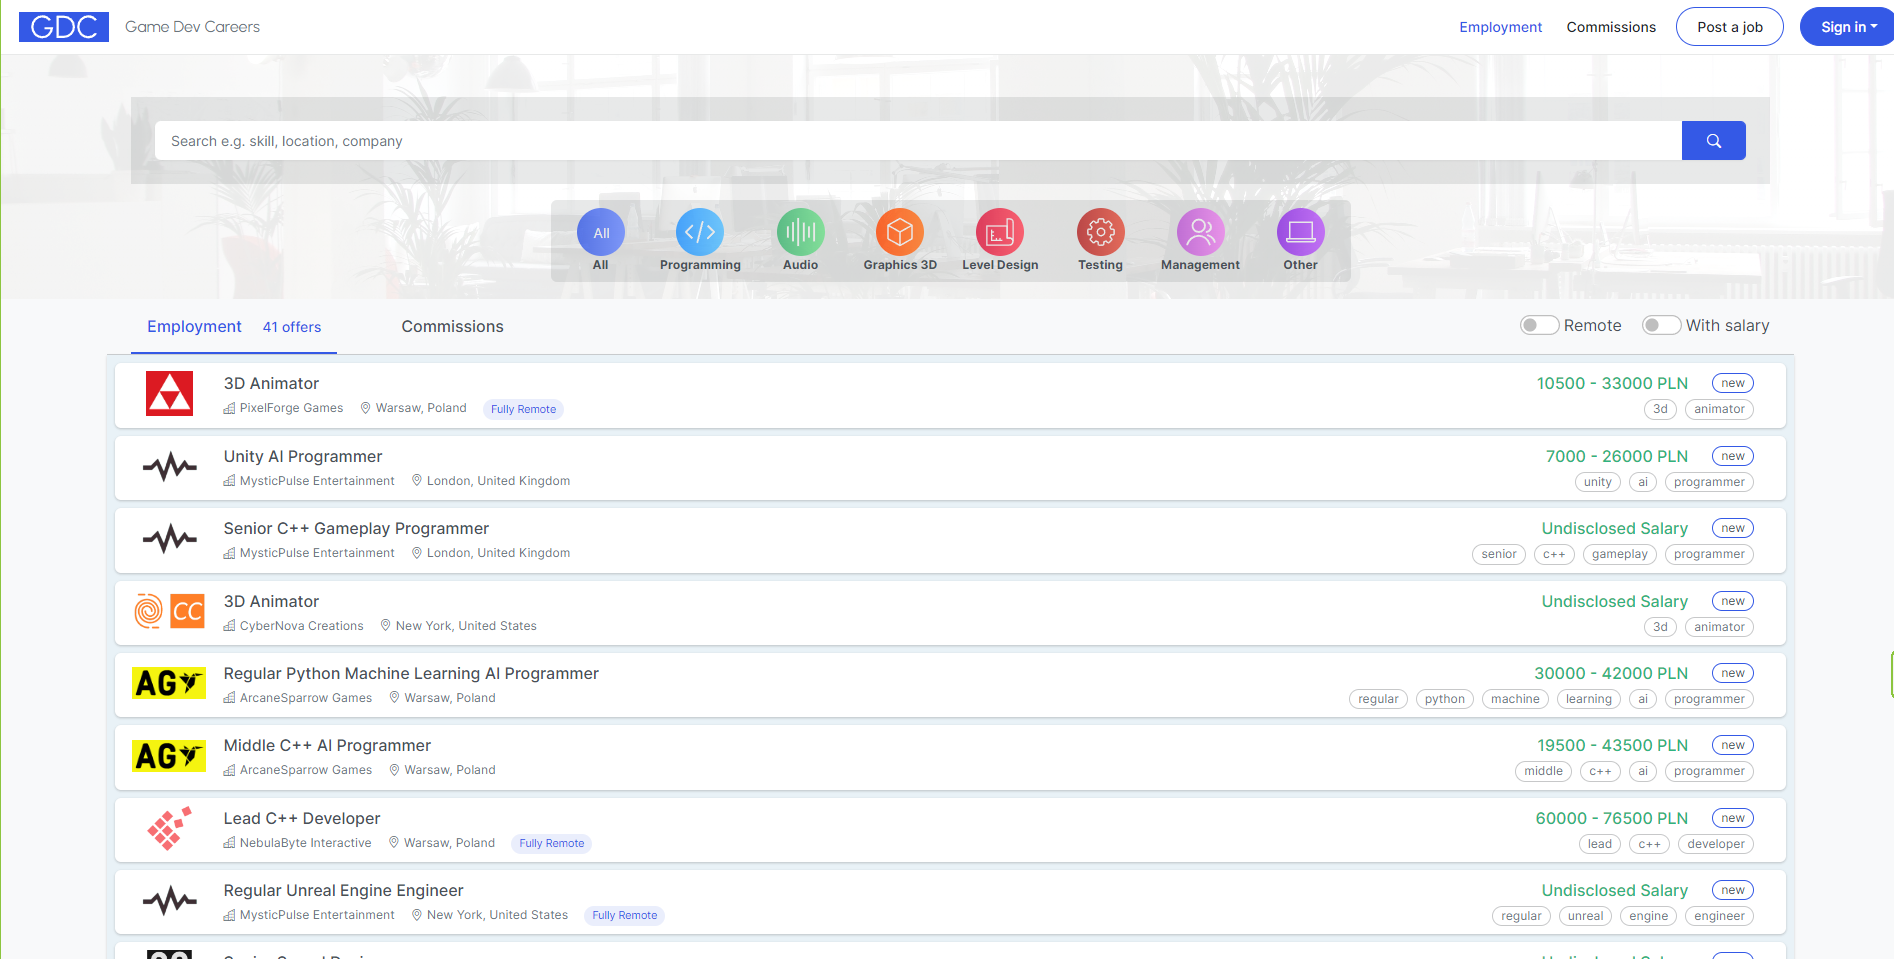 GDC Game Dev Careers Employment Commissions Post a job Sign in
Search e.g. skill, location, company
All
All Programming Audio Graphics 3D Level Design Testing Management Other
Employment 41 offers Commissions Remote With salary
3D Animator 10500 - 33000 PLN new
PixelForge Games Warsaw, Poland Fully Remote 3d animator
Unity AI Programmer 7000 - 26000 PLN new
MysticPulse Entertainment London, United Kingdom unity ai programmer
Senior C++ Gameplay Programmer Undisclosed Salary new
MysticPulse Entertainment London, United Kingdom senior c++ gameplay programmer
CC 3D Animator Undisclosed Salary new
CyberNova Creations New York, United States 3d animator
AG Regular Python Machine Learning AI Programmer 30000 - 42000 PLN new
ArcaneSparrow Games Warsaw, Poland regular python machine learning ai programmer
AG Middle C++ AI Programmer 19500 - 43500 PLN new
ArcaneSparrow Games Warsaw, Poland middle c++ ai programmer
Lead C++ Developer 60000 - 76500 PLN new
NebulaByte Interactive Warsaw, Poland Fully Remote lead c++ developer
Regular Unreal Engine Engineer Undisclosed Salary new
MysticPulse Entertainment New York, United States Fully Remote regular unreal engine engineer